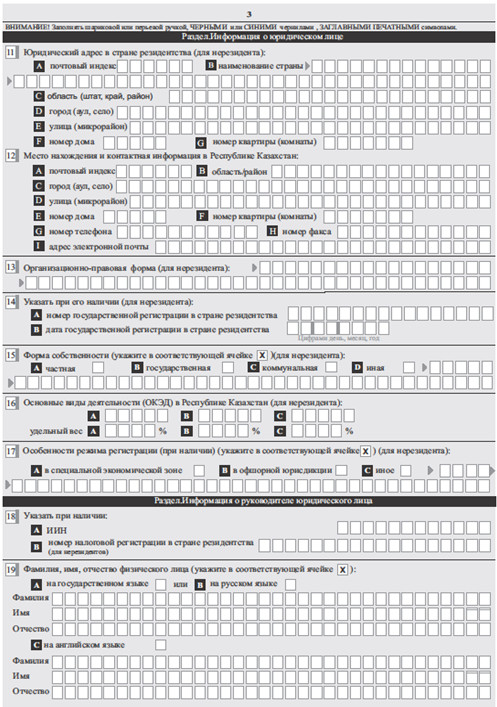 3
ВНИМАНИЕ! Заполнять шариковой или перьевой ручкой, ЧЕРНЫМИ или СИНИМИ чернилами , ЗАГЛАВНЫМИ ПЕЧАТНЫМИ символами.
Раздел.Информация о юридическом лице
11 Юридический адрес в стране резидентства (для нерезидента):
A почтовый индекс B наименование страны
C область (штат, край, район)
D город (аул, село)
E улица (микрорайон)
F номер дома G номер квартиры (комнаты)
12 Место нахождения и контактная информация в Республике Казахстан:
A почтовый индекс B область/район
C город (аул, село)
D улица (микрорайон)
E номер дома F номер квартиры (комнаты)
G номер телефона H номер факса
I адрес электронной почты
13 Организационно-правовая форма (для нерезидента):
14 Указать при его наличии (для нерезидента):
A номер государственной регистрации в стране резидентства
B дата государственной регистрации в стране резидентства
Цифрами день, месяц, год
15 Форма собственности (укажите в соответствующей ячейке X )(для нерезидента):
A частная B государственная C коммунальная D иная
16 Основные виды деятельности (ОКЭД) в Республике Казахстан (для нерезидента):
A B C
удельный вес A % B % C %
17 Особенности режима регистрации (при наличии) (укажите в соответствующей ячейке X ) (для нерезидента):
A в специальной экономической зоне B в офшорной юрисдикции C иное
Раздел.Информация о руководителе юридического лица
18 Указать при наличии:
A ИИН
B номер налоговой регистрации в стране резидентства
(для нерезидентов)
19 Фамилия, имя, отчество физического лица (укажите в соответствующей ячейке X ):
A на государственном языке или B на русском языке
Фамилия
Имя
Отчество
C на английском языке
Фамилия
Имя
Отчество